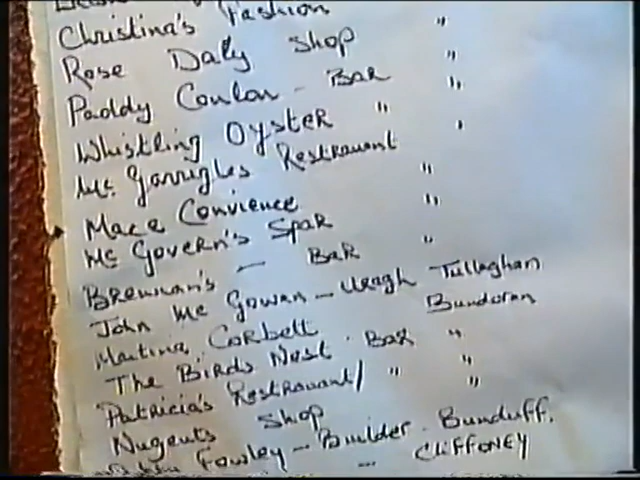 Christina's Fashion "
Rose Daly Shop "
Paddy Conlon - Bar "
Whistling Oyster " "
Mc Garrigles Restrauant "
Mace Convience "
Mc Govern's Spar "
Brennan's - Bar "
John Mc Gowan - Uragh Tullaghan
Martina Corbett Bundoran
The Birds Nest . Bar "
Patricia's Restrauant/ " "
Nugents Shop "
Fowley - Builder - Bunduff.
- CLIFFONEY